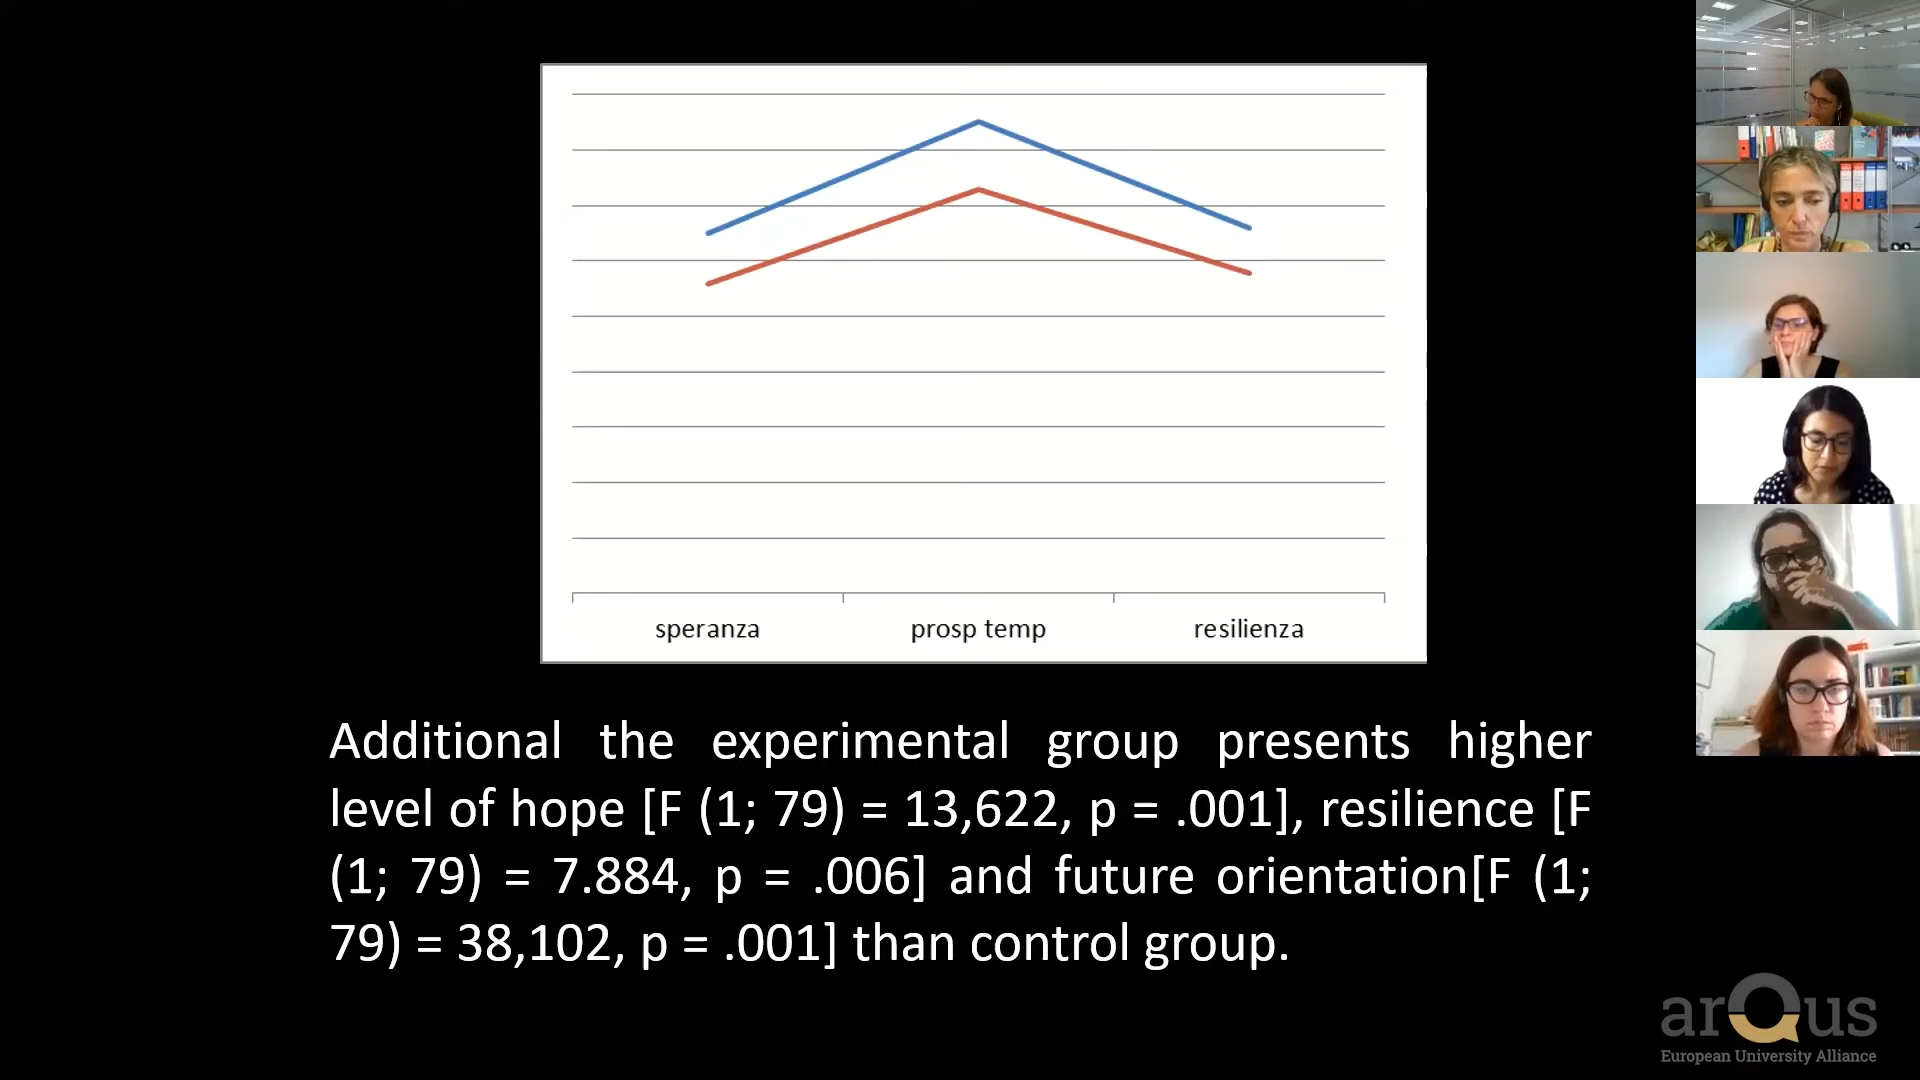 speranza prosp temp resilienza
Additional the experimental group presents higher
level of hope [F (1; 79) = 13,622, p = .001], resilience [F
(1; 79) = 7.884, p = .006] and future orientation[F (1;
79) = 38,102, p = .001] than control group.
arQus
European University Alliance